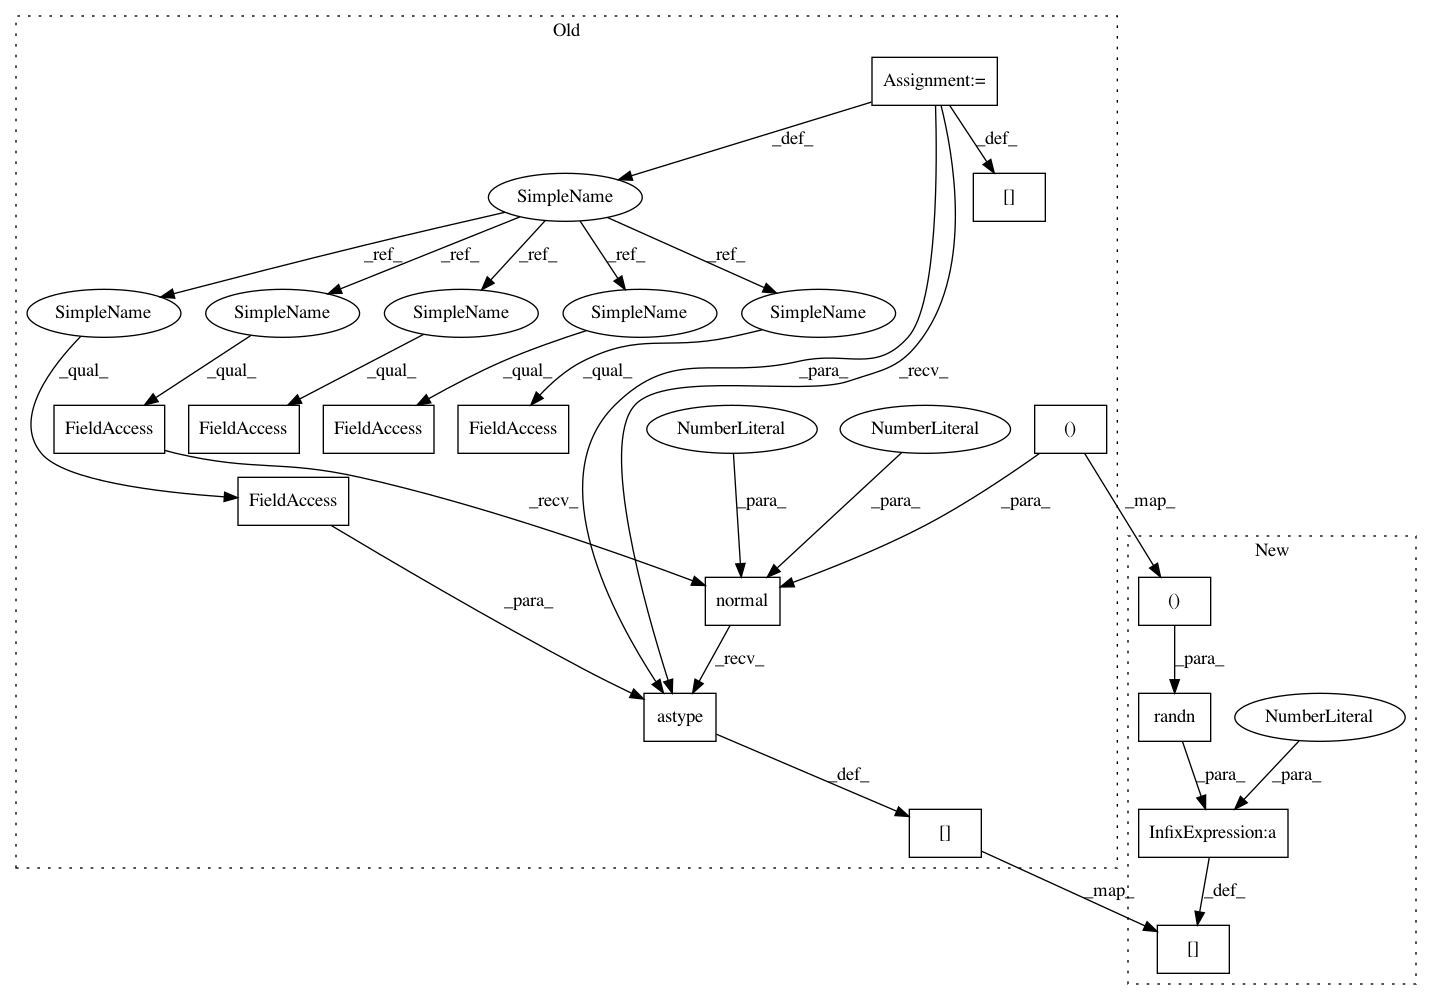 Old
Assignment:=
_def_
_def_
SimpleName
[]
_ref_
_ref_
_ref_
_ref_
_ref_
SimpleName
SimpleName
SimpleName
SimpleName
SimpleName
_qual_
_qual_
_qual_
_qual_
_qual_
_para_
_recv_
FieldAccess
FieldAccess
FieldAccess
FieldAccess
NumberLiteral
NumberLiteral
()
FieldAccess
_recv_
_para_
_para_
_para_
_map_
New
_para_
normal
()
_recv_
_para_
astype
randn
NumberLiteral
_def_
_para_
_para_
[]
InfixExpression:a
_map_
_def_
[]